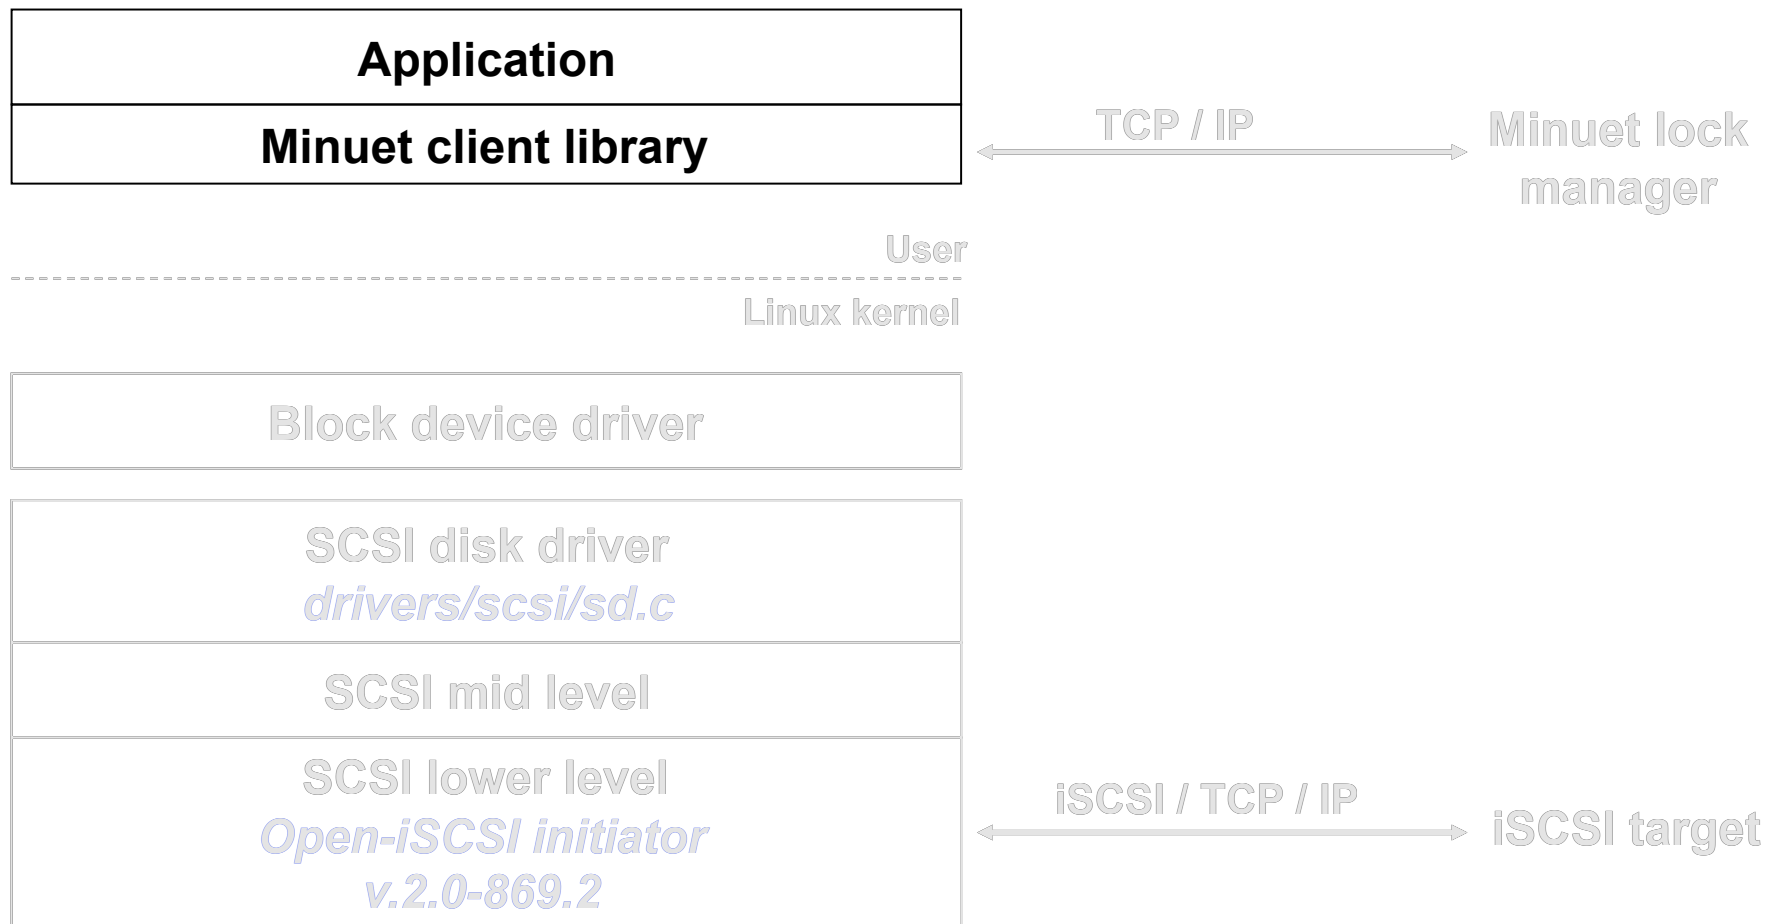 Application
Minuet client library
TCP / IP
Minuet lock
manager
User
Linux kernel
Block device driver
SCSI disk driver
drivers/scsi/sd.c
SCSI mid level
SCSI lower level
Open-iSCSI initiator
v.2.0-869.2
iSCSI / TCP / IP
iSCSI target